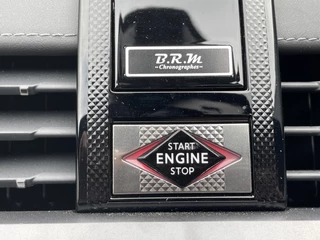 B.R.M
-Chronographes-
START
ENGINE
STOP